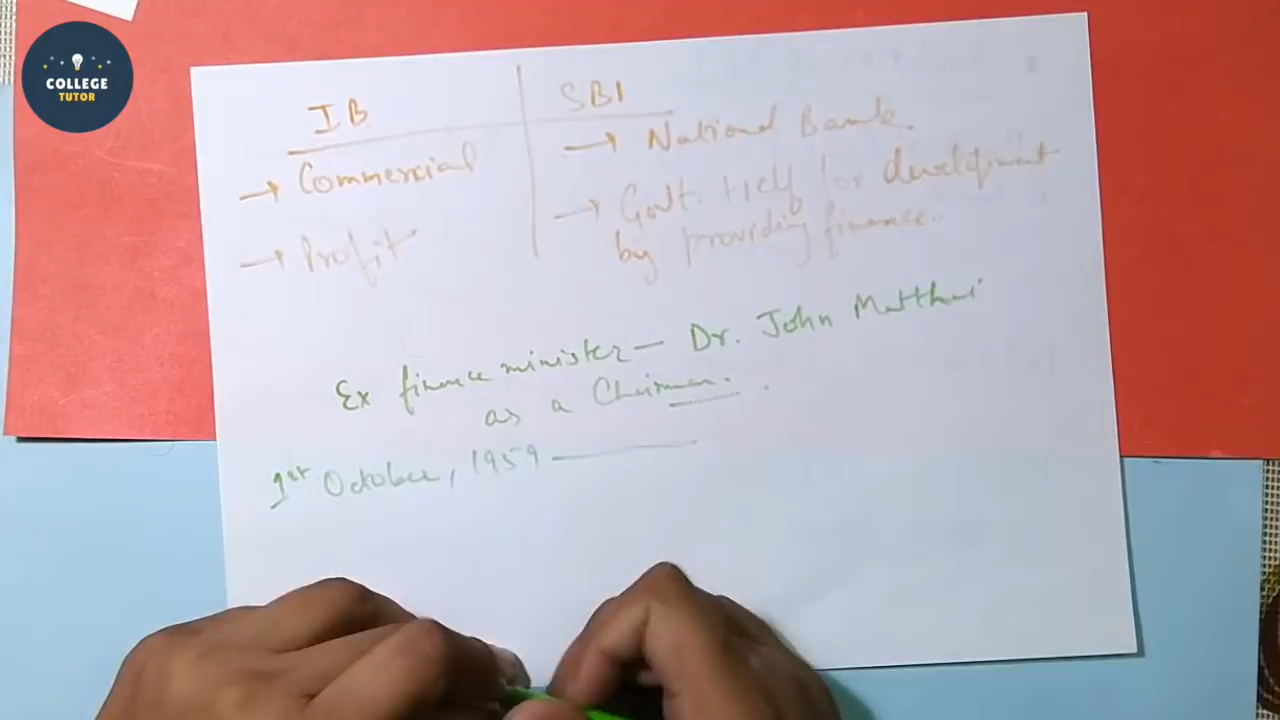 COLLEGE
TUTOR
IB
→ Commercial
→ Profit
SBI
→ National Bank.
→ Govt. Help for development
by providing finance..
Ex finance minister — Dr. John Matthai
as a Chairman.
1st October, 1959 —